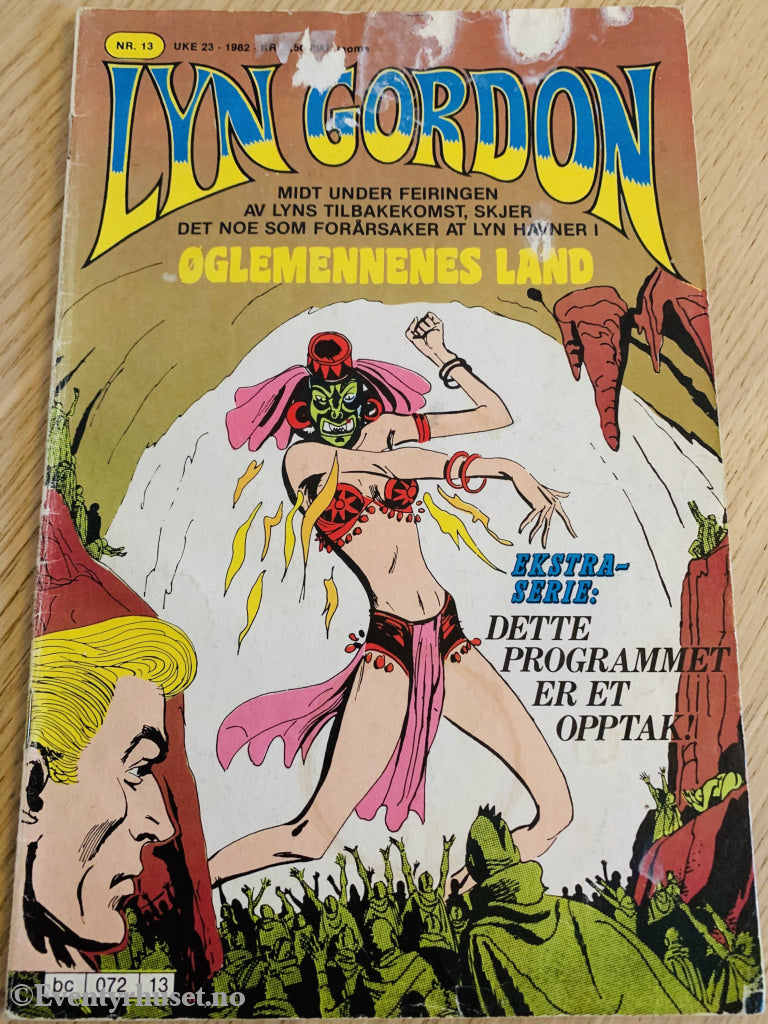 NR. 13
UKE 23 · 1982
LYN GORDON
MIDT UNDER FEIRINGEN
AV LYNS TILBAKEKOMST, SKJER
DET NOE SOM FORÅRSAKER AT LYN HAVNER I
ØGLEMENNENES LAND
EKSTRA-
SERIE:
DETTE
PROGRAMMET
ER ET
OPPTAK!
bc 072 13
©Eventyrhuset.no